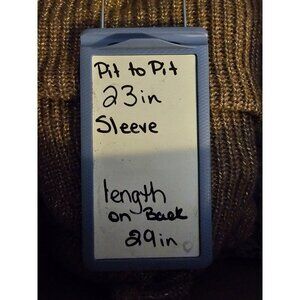 Pit to Pit
23in
Sleeve
length
on Back
29in